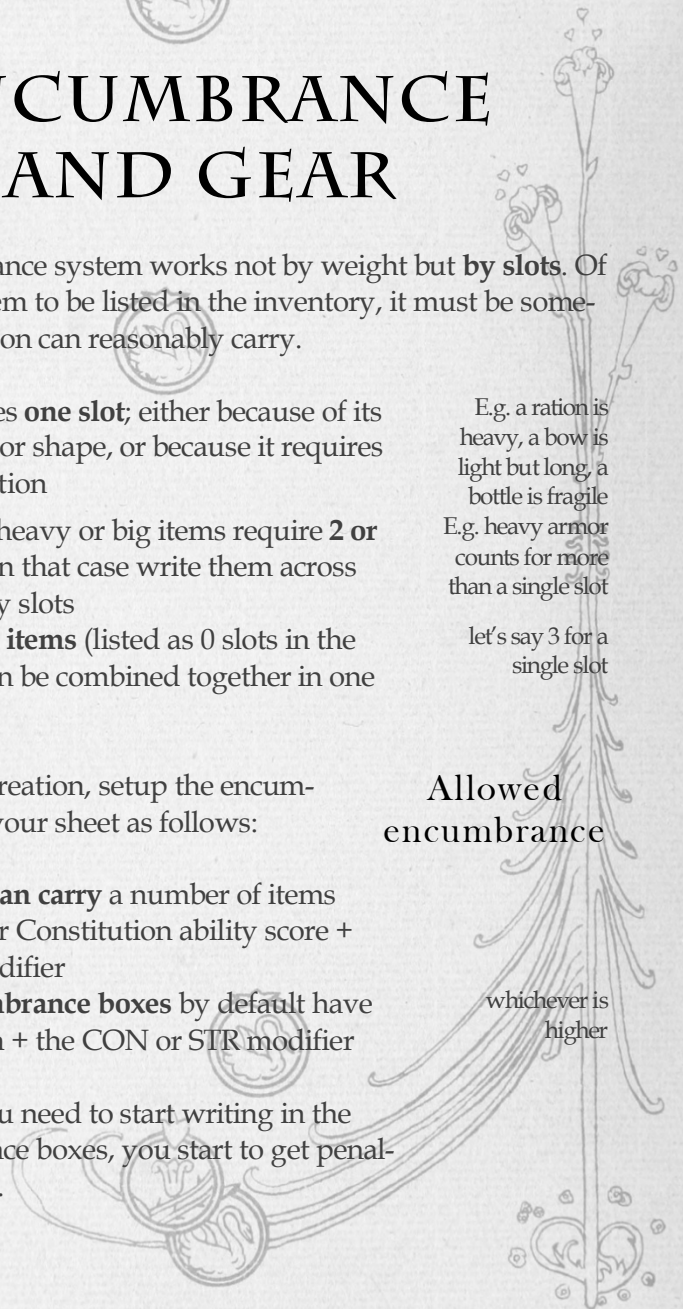 NCUMBRANCE
AND GEAR
ance system works not by weight but by slots. Of
em to be listed in the inventory, it must be some-
on can reasonably carry.
es one slot; either because of its
or shape, or because it requires
tion
E.g. a ration is
heavy, a bow is
light but long, a
bottle is fragile
heavy or big items require 2 or
n that case write them across
y slots
E.g. heavy armor
counts for more
than a single slot
items (listed as 0 slots in the
n be combined together in one
let's say 3 for a
single slot
Allowed
encumbrance
reation, setup the encum-
your sheet as follows:
an carry a number of items
r Constitution ability score +
difier
mbrance boxes by default have
n + the CON or STR modifier
whichever is
higher
u need to start writing in the
nce boxes, you start to get penal-
.